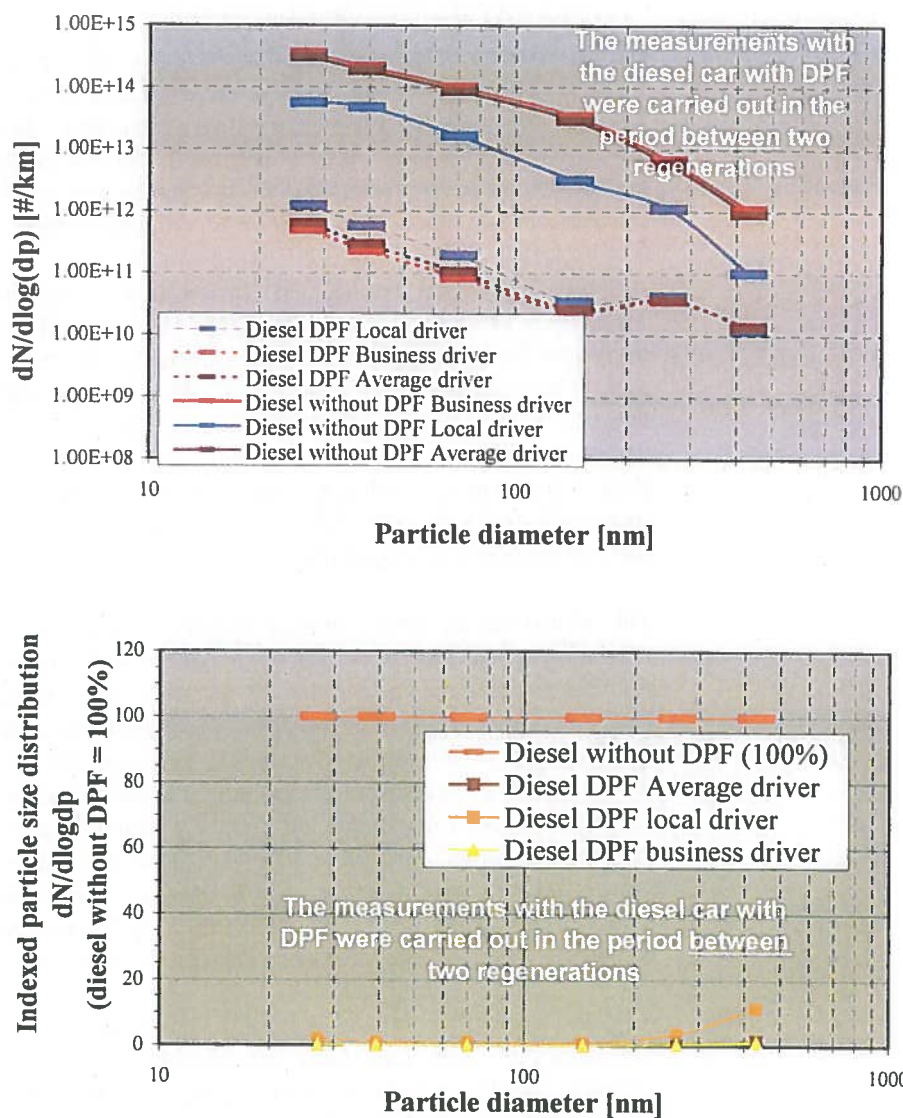 1.00E+15
1.00E+14
1.00E+13
1.00E+12
1.00E+11
1.00E+10
1.00E+09
1.00E+08
dN/dlog(dp) [#/km]
The measurements with
the diesel car with DPF
were carried out in the
period between two
regenerations
Diesel DPF Local driver
Diesel DPF Business driver
Diesel DPF Average driver
Diesel without DPF Business driver
Diesel without DPF Local driver
Diesel without DPF Average driver
10 100 1000
Particle diameter [nm]
120
100
80
60
40
20
0
Indexed particle size distribution
dN/dlogdp
(diesel without DPF = 100%)
Diesel without DPF (100%)
Diesel DPF Average driver
Diesel DPF local driver
Diesel DPF business driver
The measurements with the diesel car with
DPF were carried out in the period between
two regenerations
10 100 1000
Particle diameter [nm]